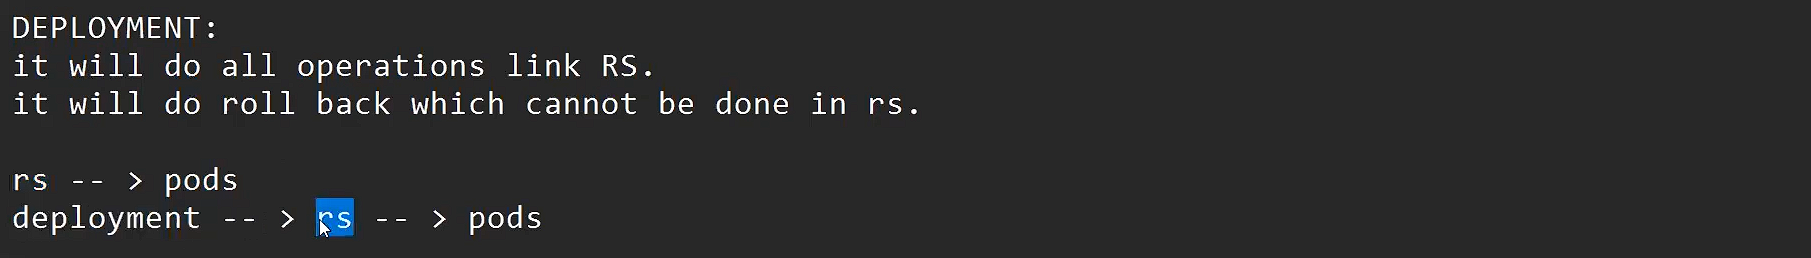 DEPLOYMENT:
it will do all operations link RS.
it will do roll back which cannot be done in rs.
rs -- > pods
deployment -- > rs -- > pods